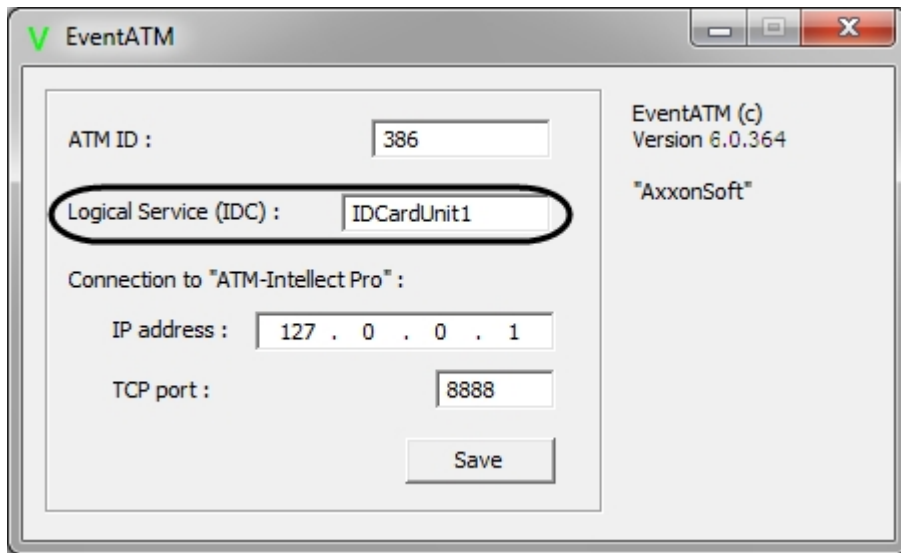 EventATM
ATM ID : 386
EventATM (c)
Version 6.0.364
"AxxonSoft"
Logical Service (IDC) : IDCardUnit1
Connection to "ATM-Intellect Pro" :
IP address : 127 . 0 . 0 . 1
TCP port : 8888
Save